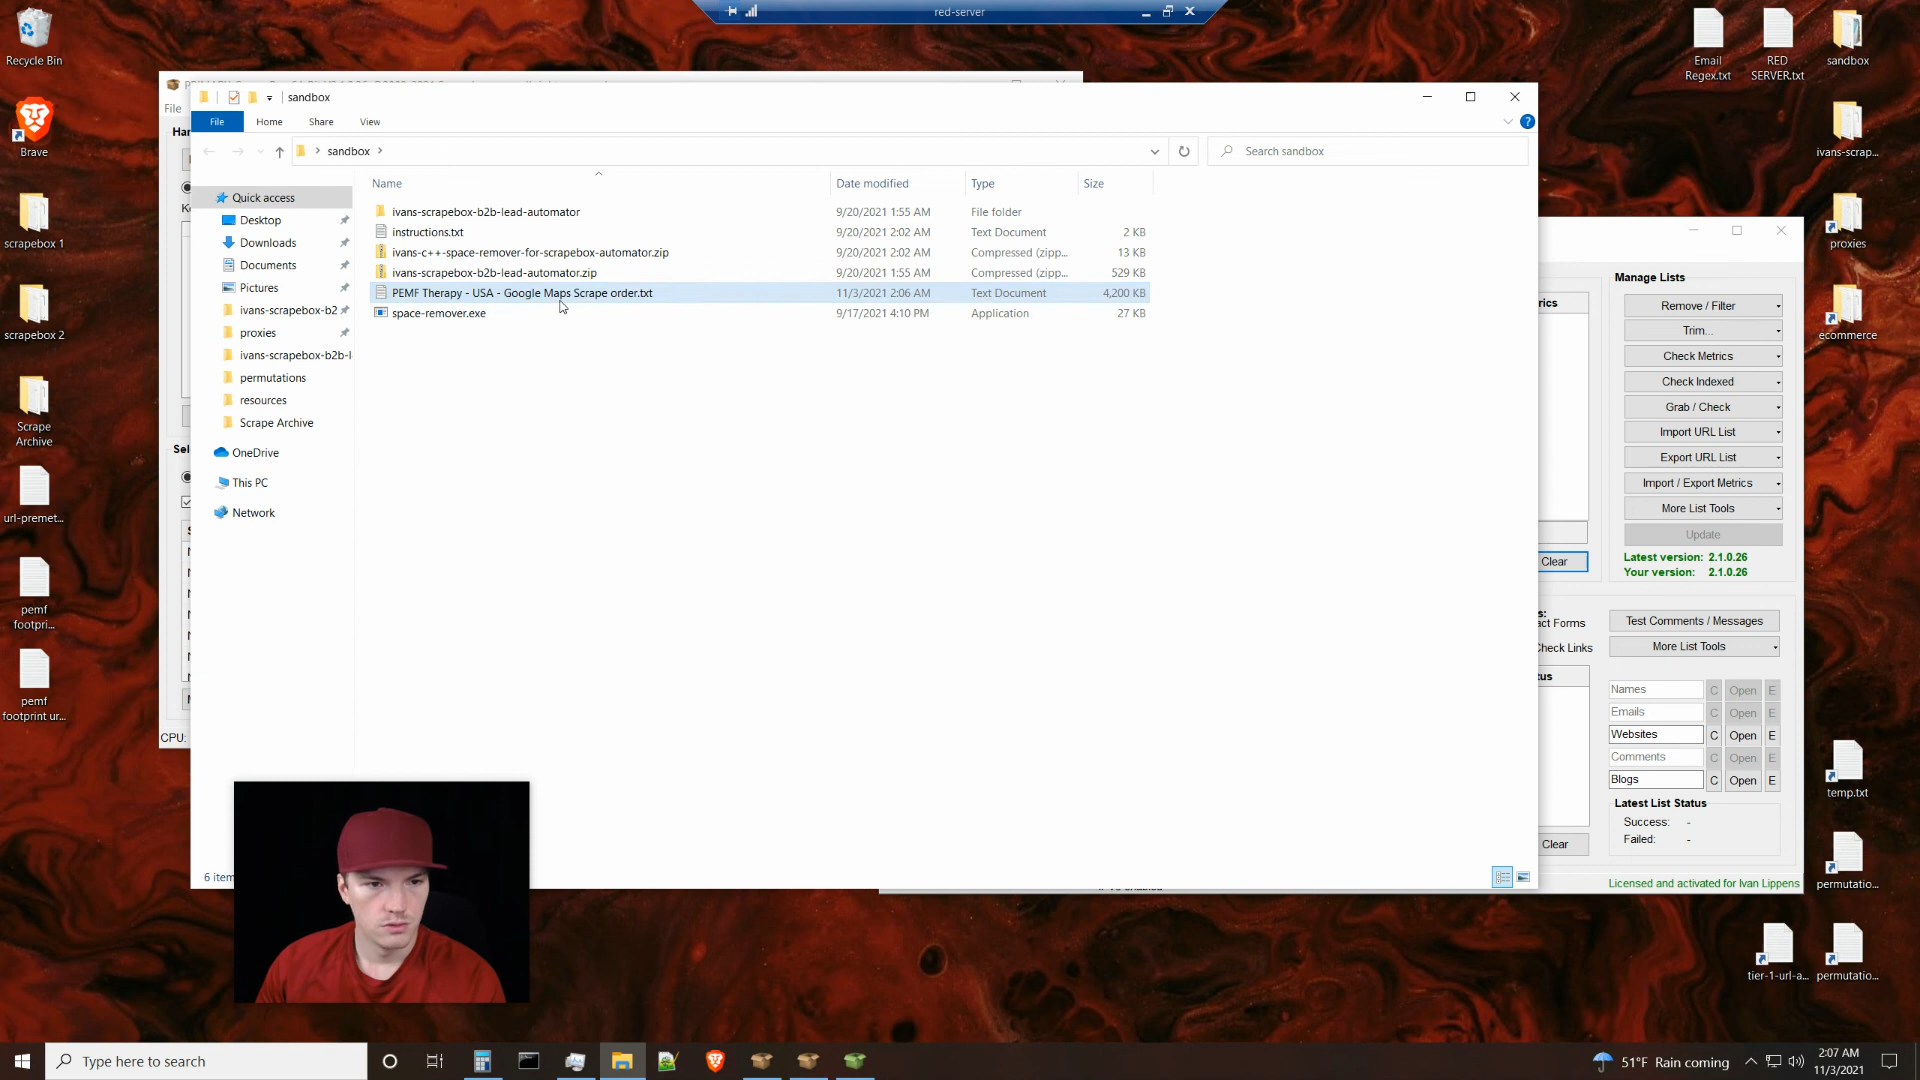 red-server
Recycle Bin
Brave
scrapebox 1
scrapebox 2
Scrape
Archive
url-premet...
pemf
footpri...
pemf
footprint ur...
Email
Regex.txt
RED
SERVER.txt
sandbox
ivans-scrap...
proxies
ecommerce
temp.txt
permutatio...
tier-1-url-a...
permutatio...
File
Har
Sel
CPU:
sandbox
File
Home
Share
View
sandbox
Search sandbox
Name
Date modified
Type
Size
ivans-scrapebox-b2b-lead-automator
9/20/2021 1:55 AM
File folder
instructions.txt
9/20/2021 2:02 AM
Text Document
2 KB
ivans-c++-space-remover-for-scrapebox-automator.zip
9/20/2021 2:02 AM
Compressed (zipp...
13 KB
ivans-scrapebox-b2b-lead-automator.zip
9/20/2021 1:55 AM
Compressed (zipp...
529 KB
PEMF Therapy - USA - Google Maps Scrape order.txt
11/3/2021 2:06 AM
Text Document
4,200 KB
space-remover.exe
9/17/2021 4:10 PM
Application
27 KB
Quick access
Desktop
Downloads
Documents
Pictures
ivans-scrapebox-b2
proxies
ivans-scrapebox-b2b-l
permutations
resources
Scrape Archive
OneDrive
This PC
Network
6 item
rics
Clear
Manage Lists
Remove / Filter
Trim...
Check Metrics
Check Indexed
Grab / Check
Import URL List
Export URL List
Import / Export Metrics
More List Tools
Update
Latest version: 2.1.0.26
Your version: 2.1.0.26
s:
act Forms
Check Links
tus
Clear
Test Comments / Messages
More List Tools
Names C Open E
Emails C Open E
Websites C Open E
Comments C Open E
Blogs C Open E
Latest List Status
Success: -
Failed: -
Licensed and activated for Ivan Lippens
Type here to search
51°F Rain coming
2:07 AM
11/3/2021